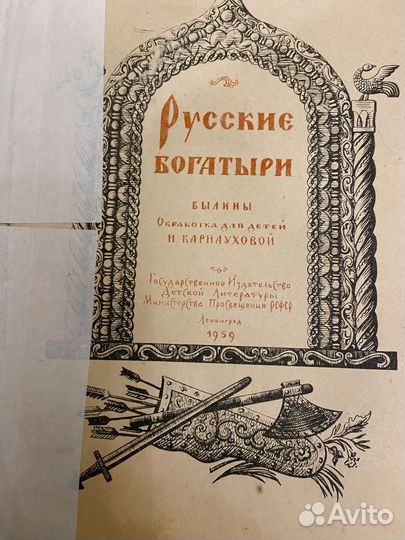 Русские
богатыри
былины
Обработка для детей
И. Карнауховой
Государственное Издательство
Детской Литературы
Министерства Просвещения РСФСР
Ленинград
1959
Avito